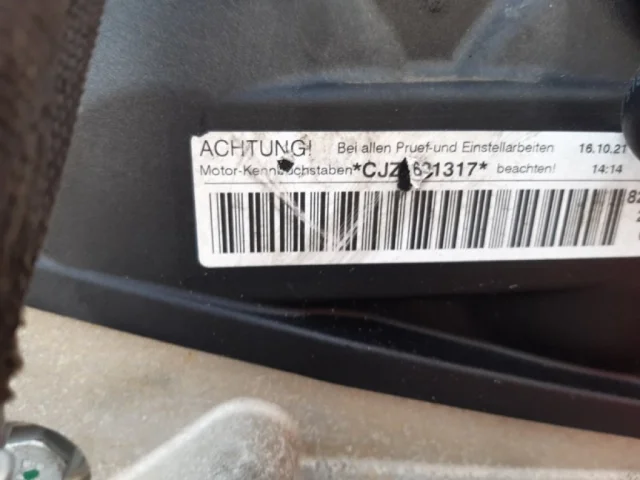 ACHTUNG! Bei allen Pruef-und Einstellarbeiten 16.10.21
Motor-Kennbuchstaben beachten! 14:14